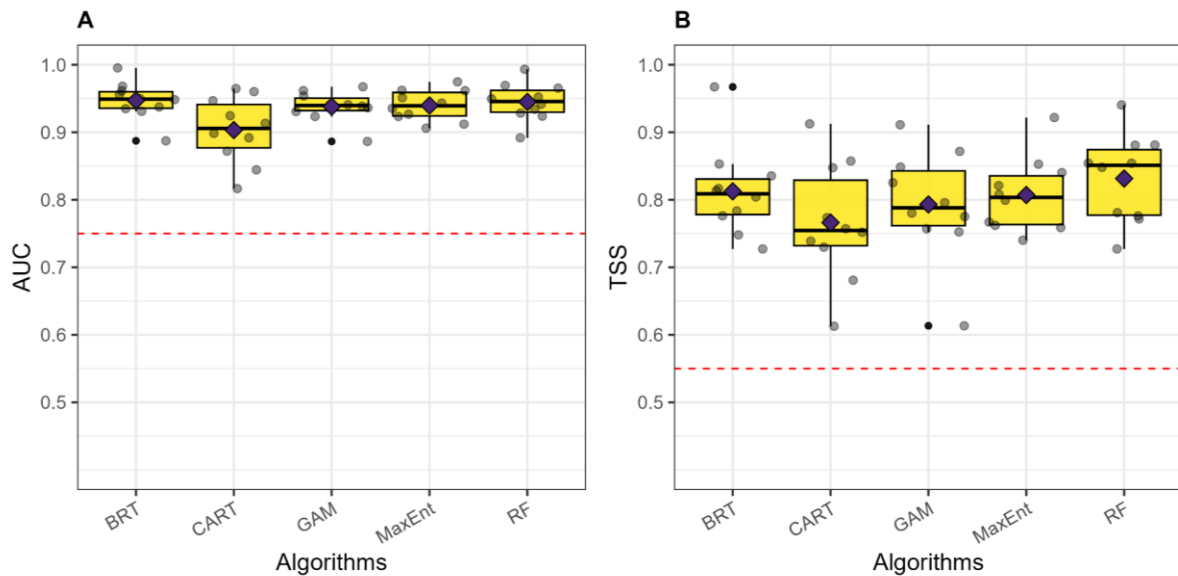 A
AUC
1.0
0.9
0.8
0.7
0.6
0.5
BRT
CART
GAM
MaxEnt
RF
Algorithms
B
TSS
1.0
0.9
0.8
0.7
0.6
0.5
BRT
CART
GAM
MaxEnt
RF
Algorithms